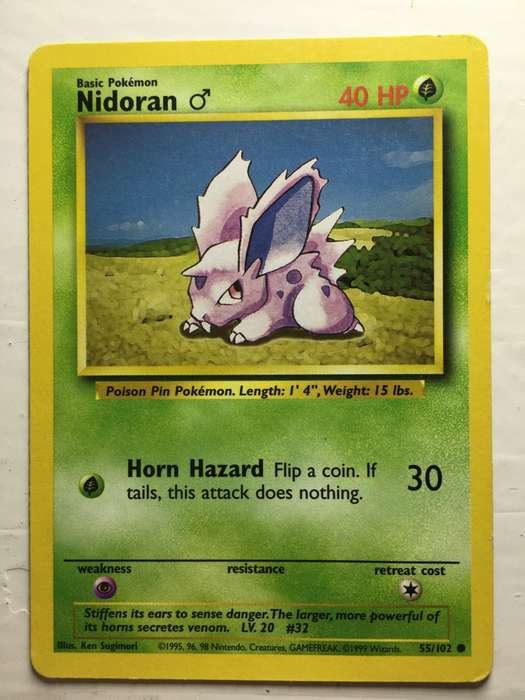 Basic Pokémon
Nidoran ♂ 40 HP
Poison Pin Pokémon. Length: 1' 4", Weight: 15 lbs.
Horn Hazard Flip a coin. If
tails, this attack does nothing.
30
weakness resistance retreat cost
Stiffens its ears to sense danger. The larger, more powerful of
its horns secretes venom. LV. 20 #32
Illus. Ken Sugimori ©1995, 96, 98 Nintendo, Creatures, GAMEFREAK. ©1999 Wizards. 55/102